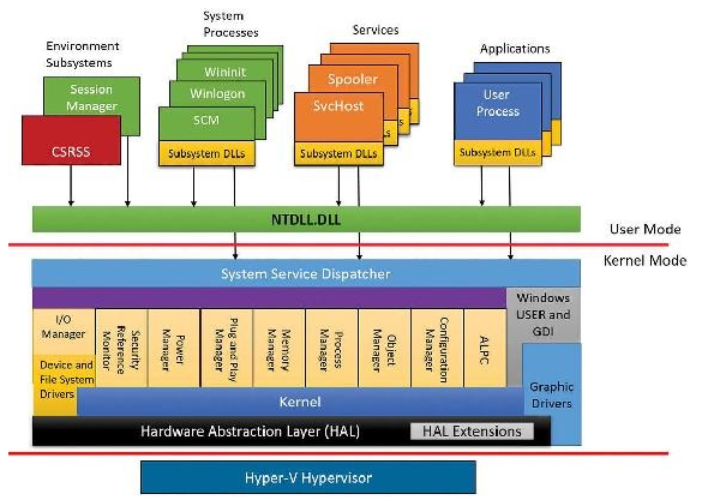 Environment
Subsystems
Session
Manager
CSRSS
System
Processes
Wininit
Winlogon
SCM
Subsystem DLLs
Services
Spooler
SvcHost
Subsystem DLLs
Ls
Ls
Applications
User
Process
Subsystem DLLs
NTDLL.DLL
User Mode
Kernel Mode
System Service Dispatcher
Windows
USER and
GDI
I/O
Manager
Security
Reference
Monitor
Power
Manager
Plug and Play
Manager
Memory
Manager
Process
Manager
Object
Manager
Configuration
Manager
ALPC
Device and
File System
Drivers
Graphic
Drivers
Kernel
Hardware Abstraction Layer (HAL)
HAL Extensions
Hyper-V Hypervisor